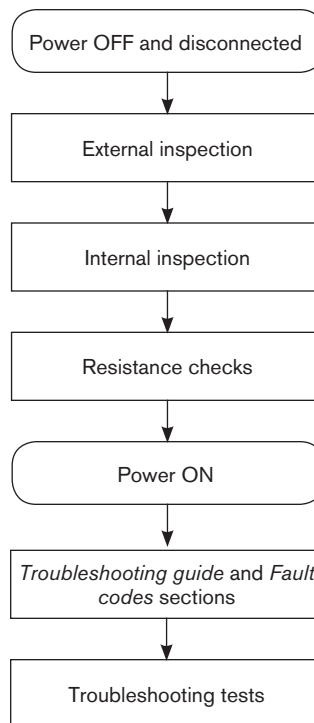 Power OFF and disconnected
External inspection
Internal inspection
Resistance checks
Power ON
Troubleshooting guide and Fault
codes sections
Troubleshooting tests